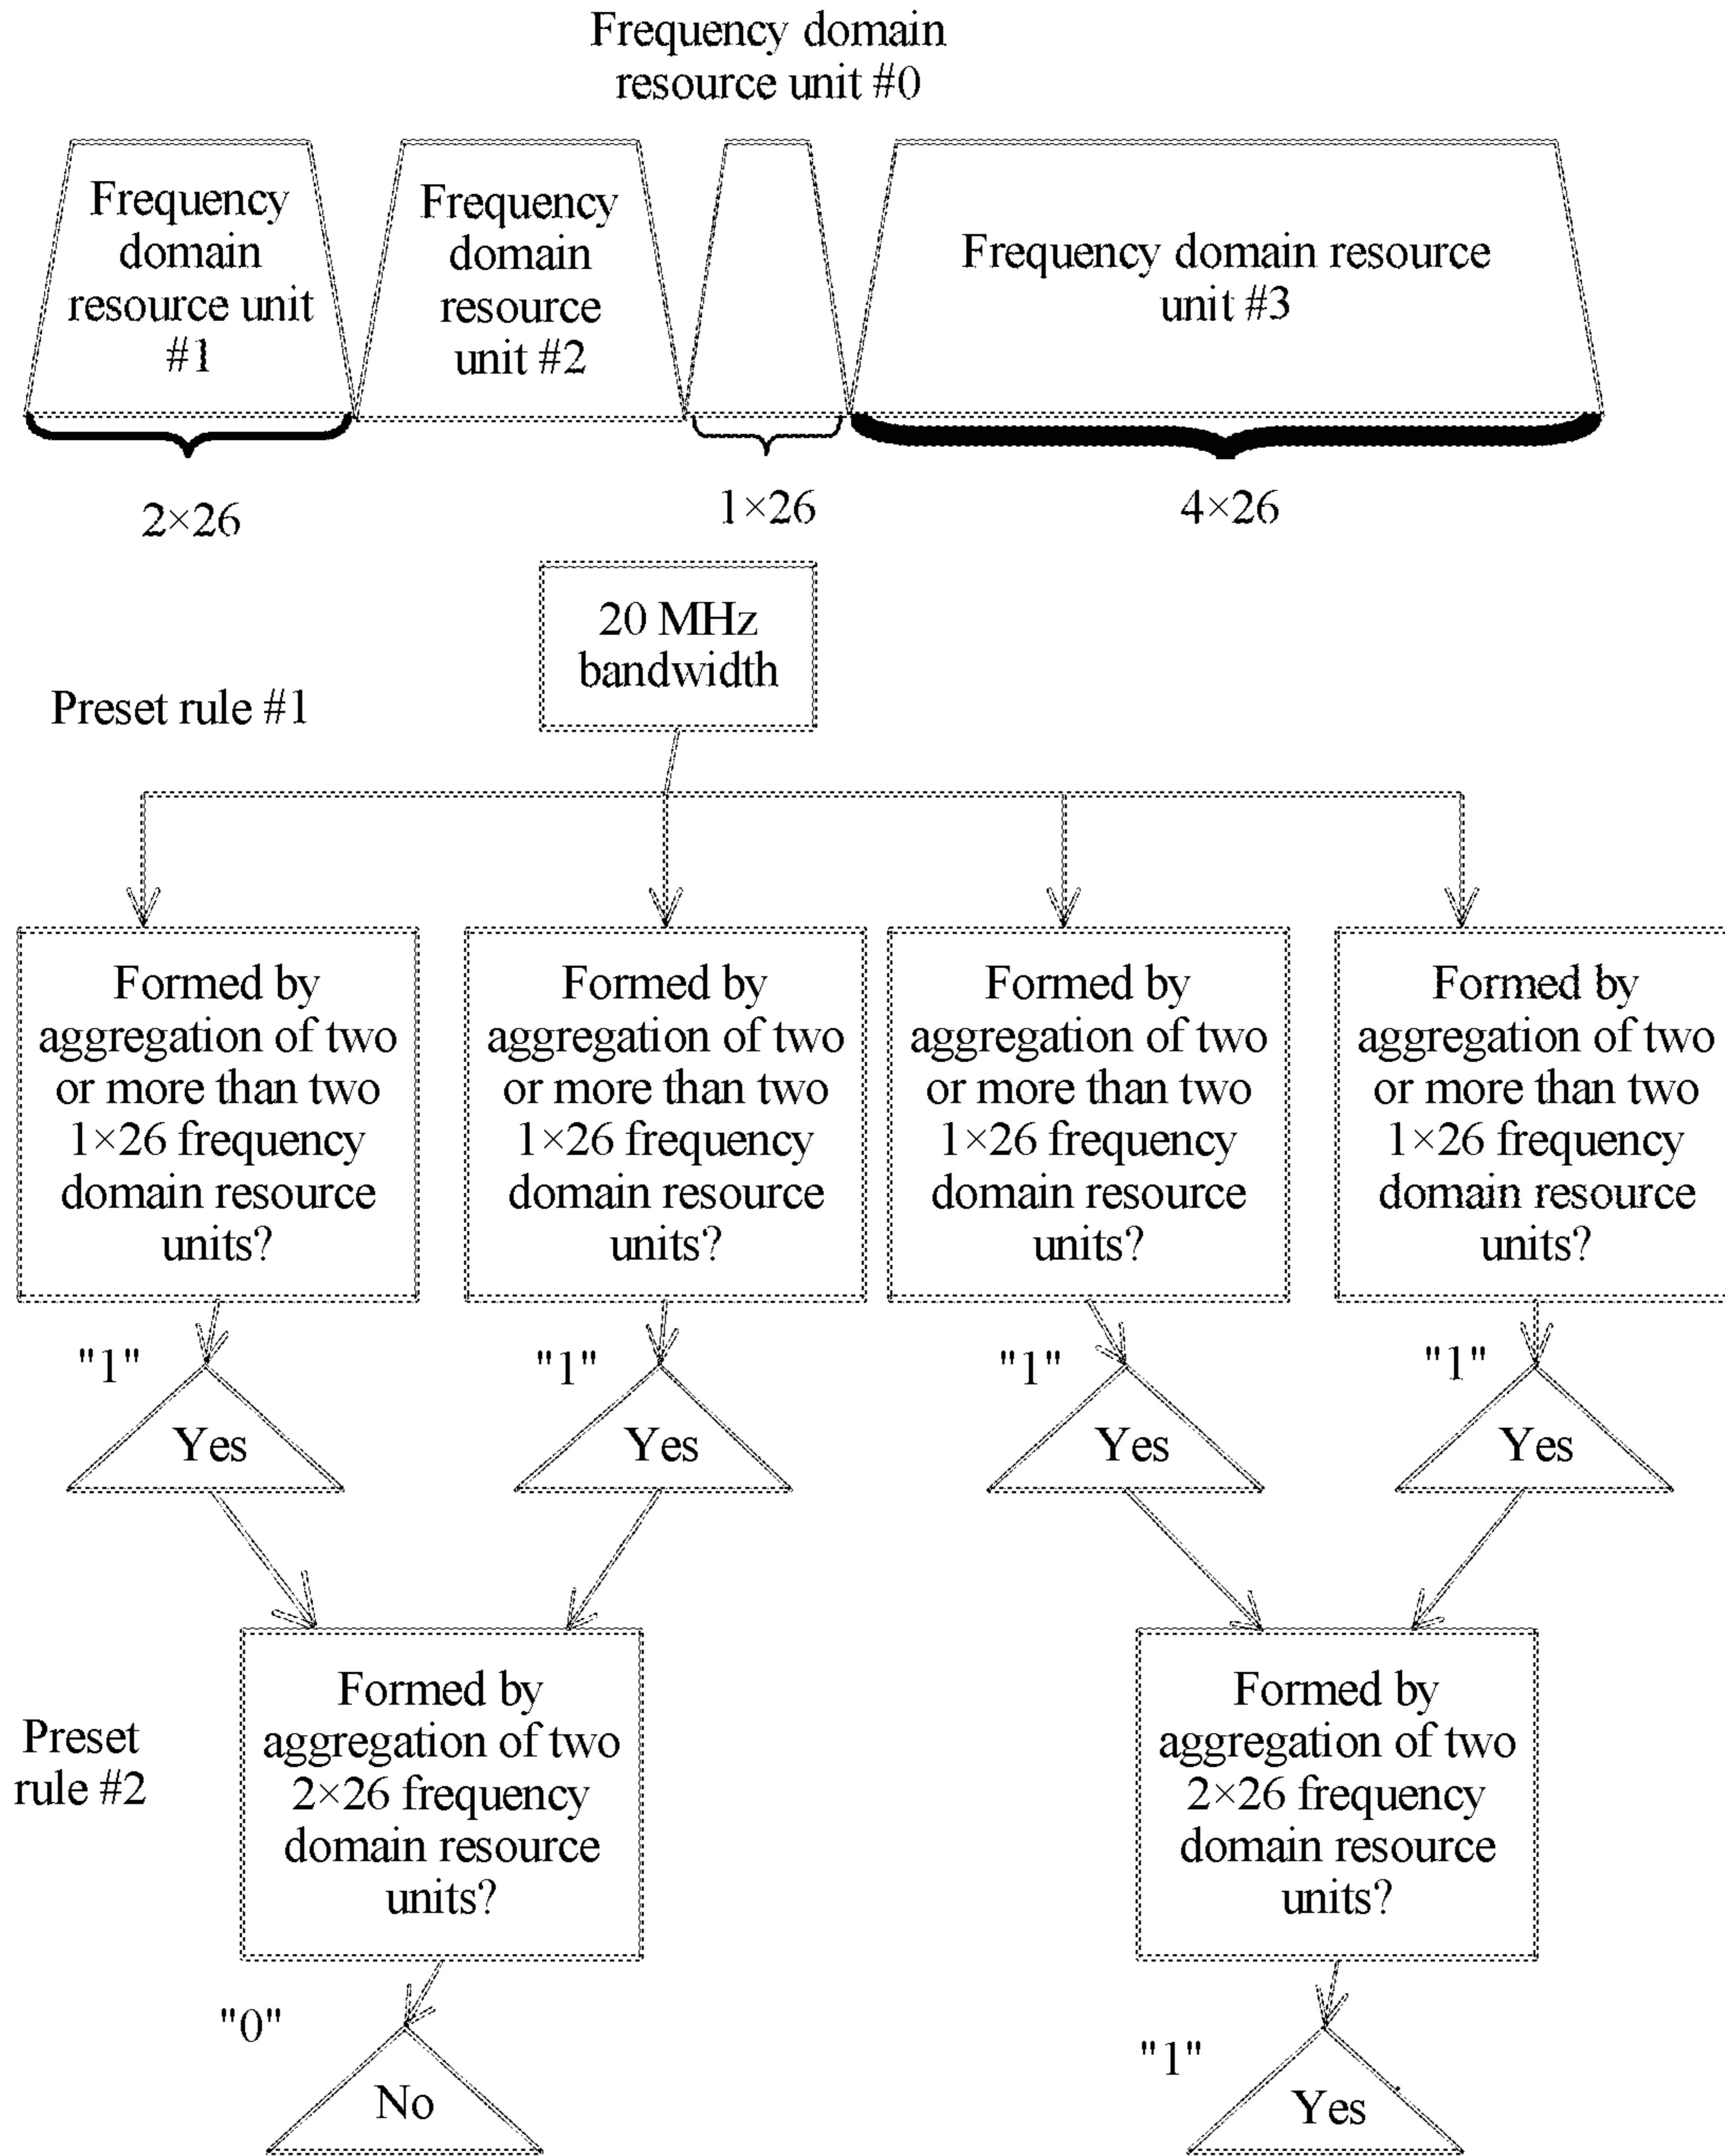 Frequency domain
resource unit #0
Frequency
domain
resource unit
#1
Frequency
domain
resource
unit #2
Frequency domain resource
unit #3
2×26
1×26
4×26
20 MHz
bandwidth
Preset rule #1
Formed by
aggregation of two
or more than two
1×26 frequency
domain resource
units?
Formed by
aggregation of two
or more than two
1×26 frequency
domain resource
units?
Formed by
aggregation of two
or more than two
1×26 frequency
domain resource
units?
Formed by
aggregation of two
or more than two
1×26 frequency
domain resource
units?
"1"
Yes
"1"
Yes
"1"
Yes
"1"
Yes
Preset
rule #2
Formed by
aggregation of two
2×26 frequency
domain resource
units?
Formed by
aggregation of two
2×26 frequency
domain resource
units?
"0"
No
"1"
Yes